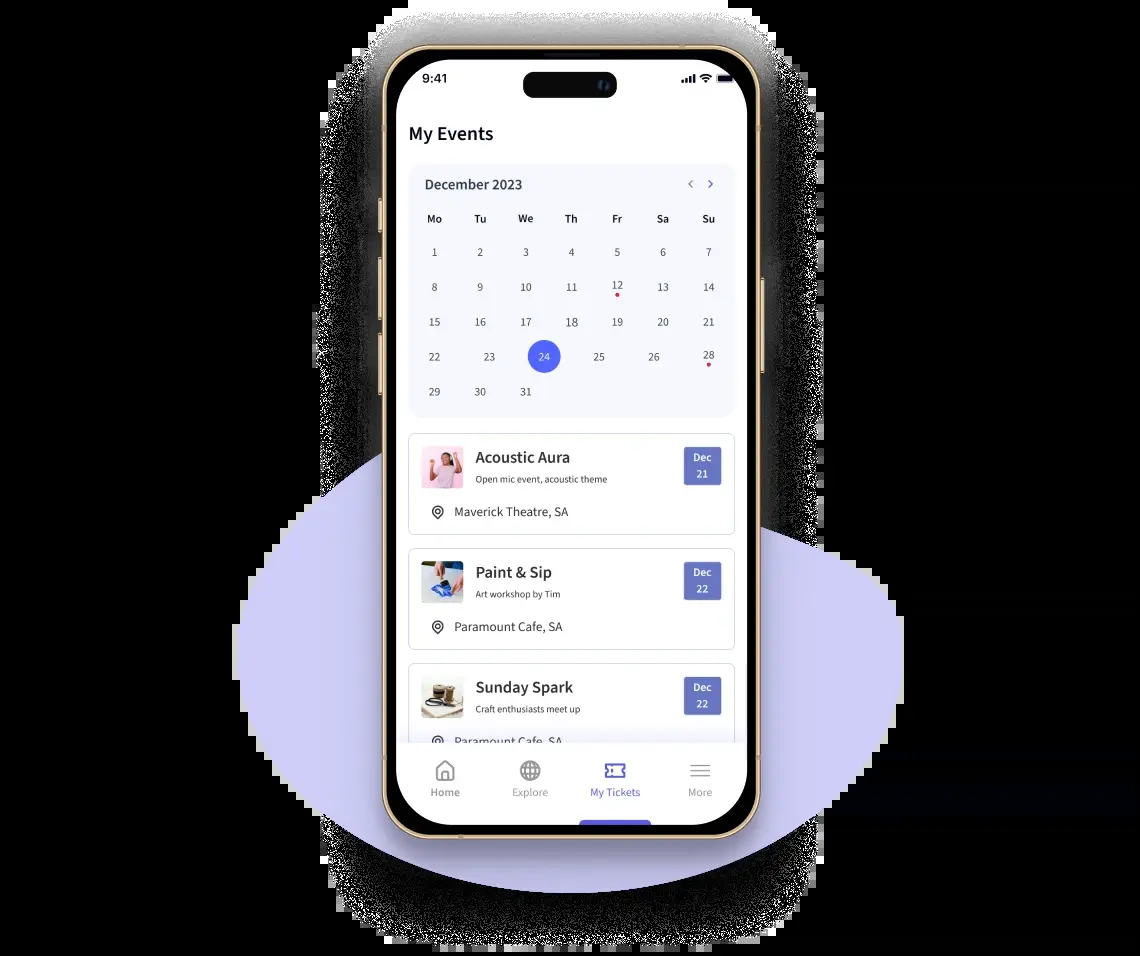 9:41
My Events
December 2023
Mo Tu We Th Fr Sa Su
1 2 3 4 5 6 7
8 9 10 11 12 13 14
15 16 17 18 19 20 21
22 23 24 25 26 28
29 30 31
Acoustic Aura
Open mic event, acoustic theme
Dec
21
Maverick Theatre, SA
Paint & Sip
Art workshop by Tim
Dec
22
Paramount Cafe, SA
Sunday Spark
Craft enthusiasts meet up
Dec
22
Paramount Cafe, SA
Home Explore My Tickets More